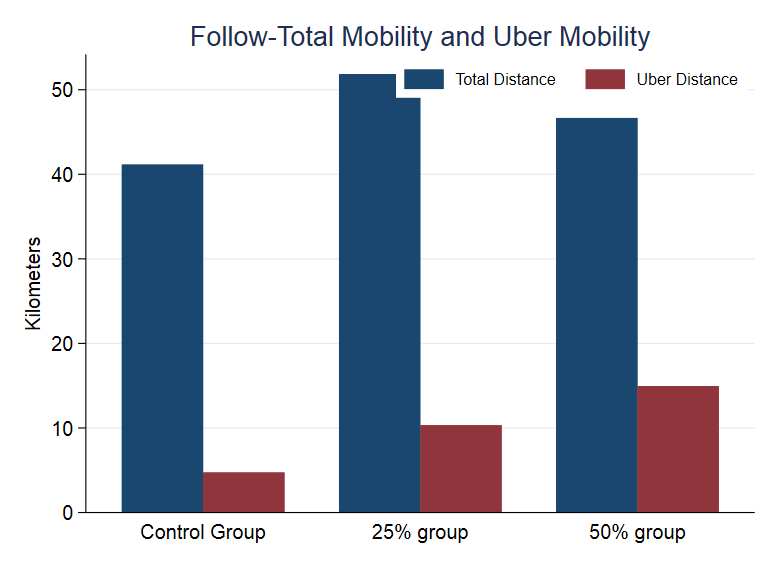 Follow-Total Mobility and Uber Mobility
Total Distance
Uber Distance
Kilometers
50
40
30
20
10
0
Control Group
25% group
50% group